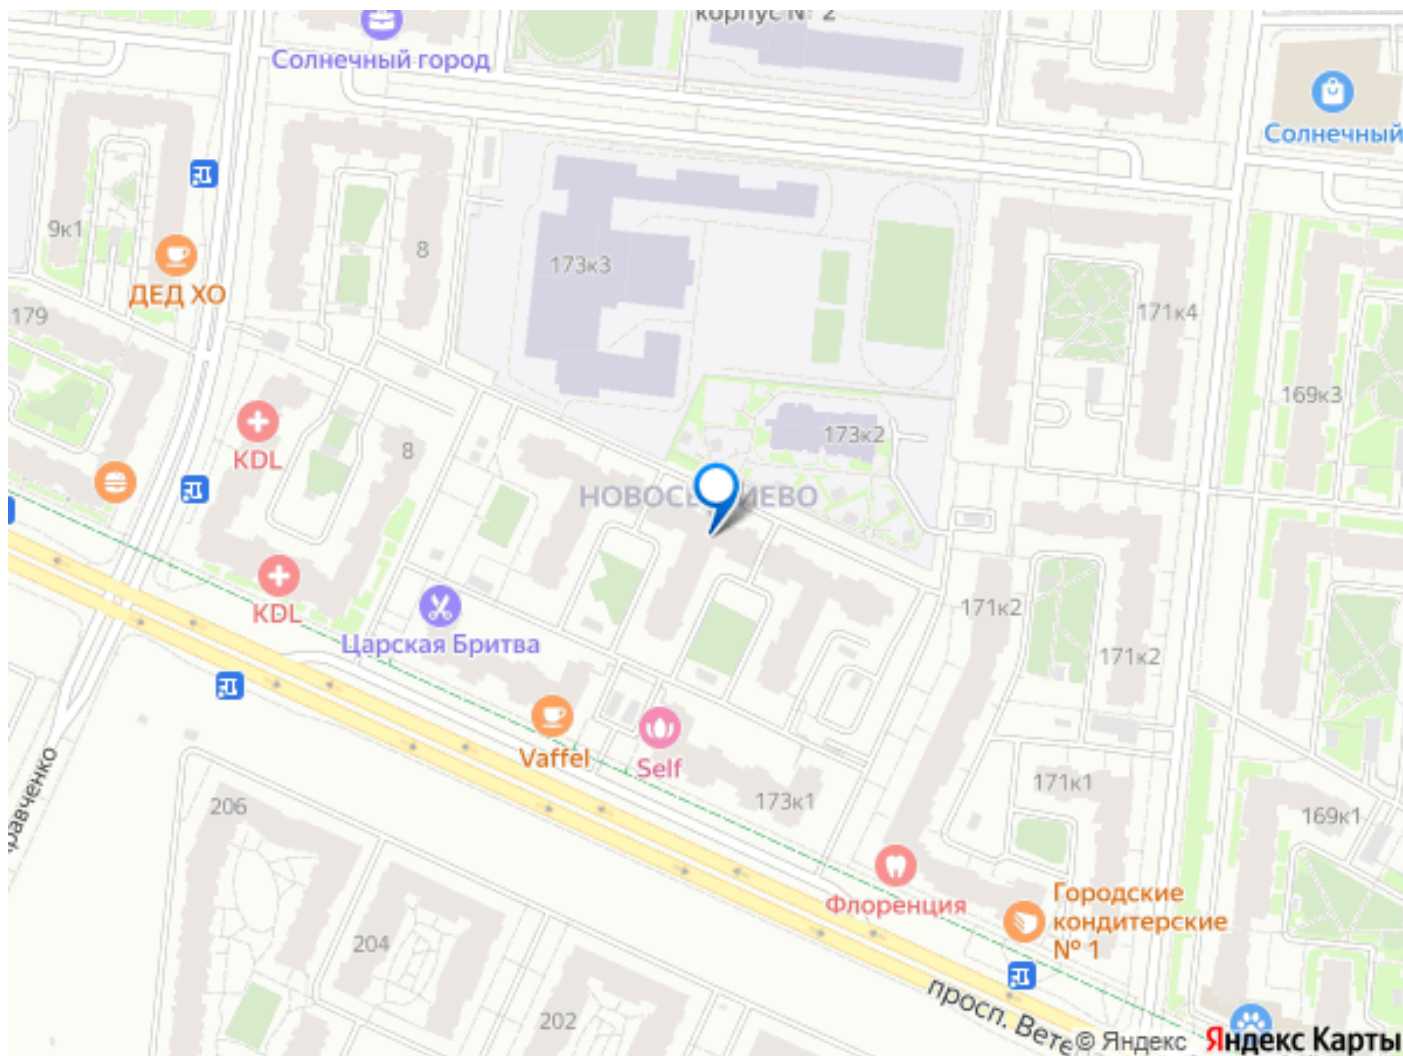 корпус № 2
Солнечный город
Солнечный
9к1
8
173к3
ДЕД ХО
179
171к4
169к3
KDL
8
173к2
KDL
171к2
Царская Бритва
171к2
Vaffel
Self
173к1
171к1
169к1
206
Флоренция
Городские
кондитерские
№ 1
204
202
просп. Вете
© Яндекс Яндекс Карты